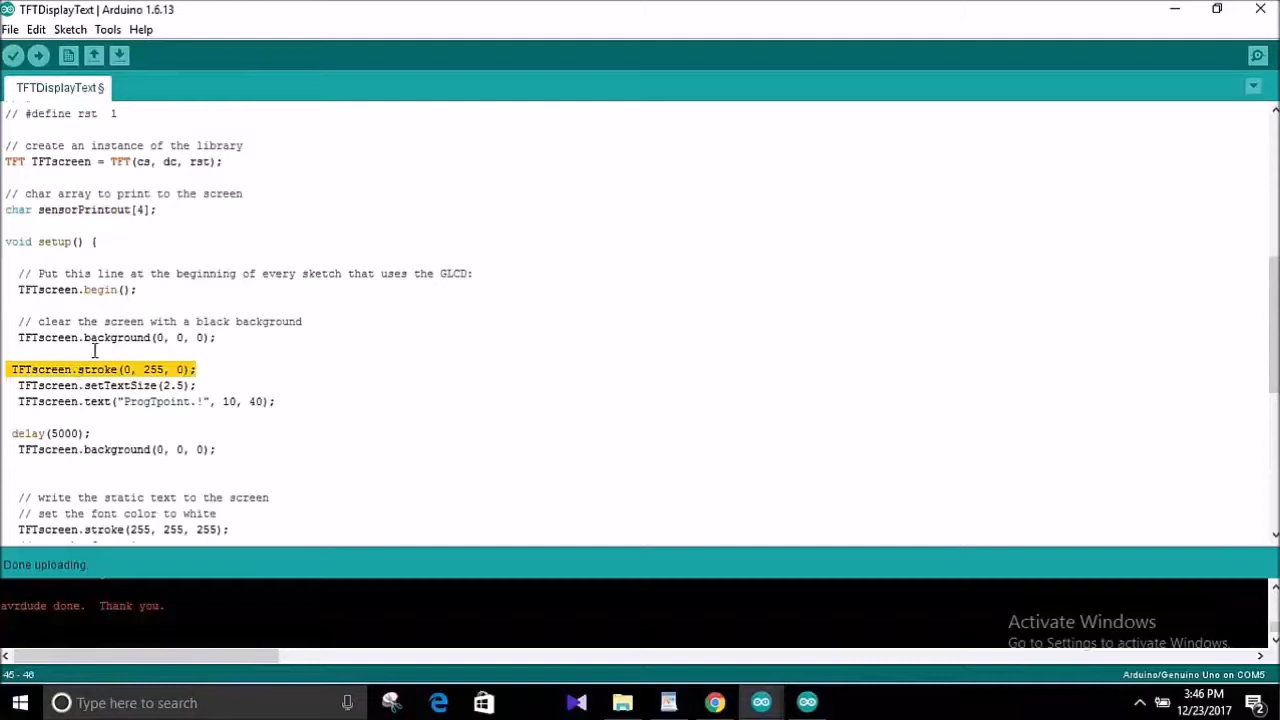 TFTDisplayText | Arduino 1.6.13
File Edit Sketch Tools Help
TFTDisplayText§
// #define rst  1
// create an instance of the library
TFT TFTscreen = TFT(cs, dc, rst);
// char array to print to the screen
char sensorPrintout[4];
void setup() {
// Put this line at the beginning of every sketch that uses the GLCD:
TFTscreen.begin();
// clear the screen with a black background
TFTscreen.background(0, 0, 0);
TFTscreen.stroke(0, 255, 0);
TFTscreen.setTextSize(2.5);
TFTscreen.text("ProgTpoint.!", 10, 40);
delay(5000);
TFTscreen.background(0, 0, 0);
// write the static text to the screen
// set the font color to white
TFTscreen.stroke(255, 255, 255);
Done uploading.
avrdude done.  Thank you.
Activate Windows
Go to Settings to activate Windows.
45 - 46
Arduino/Genuino Uno on COM5
Type here to search
3:46 PM
12/23/2017
2